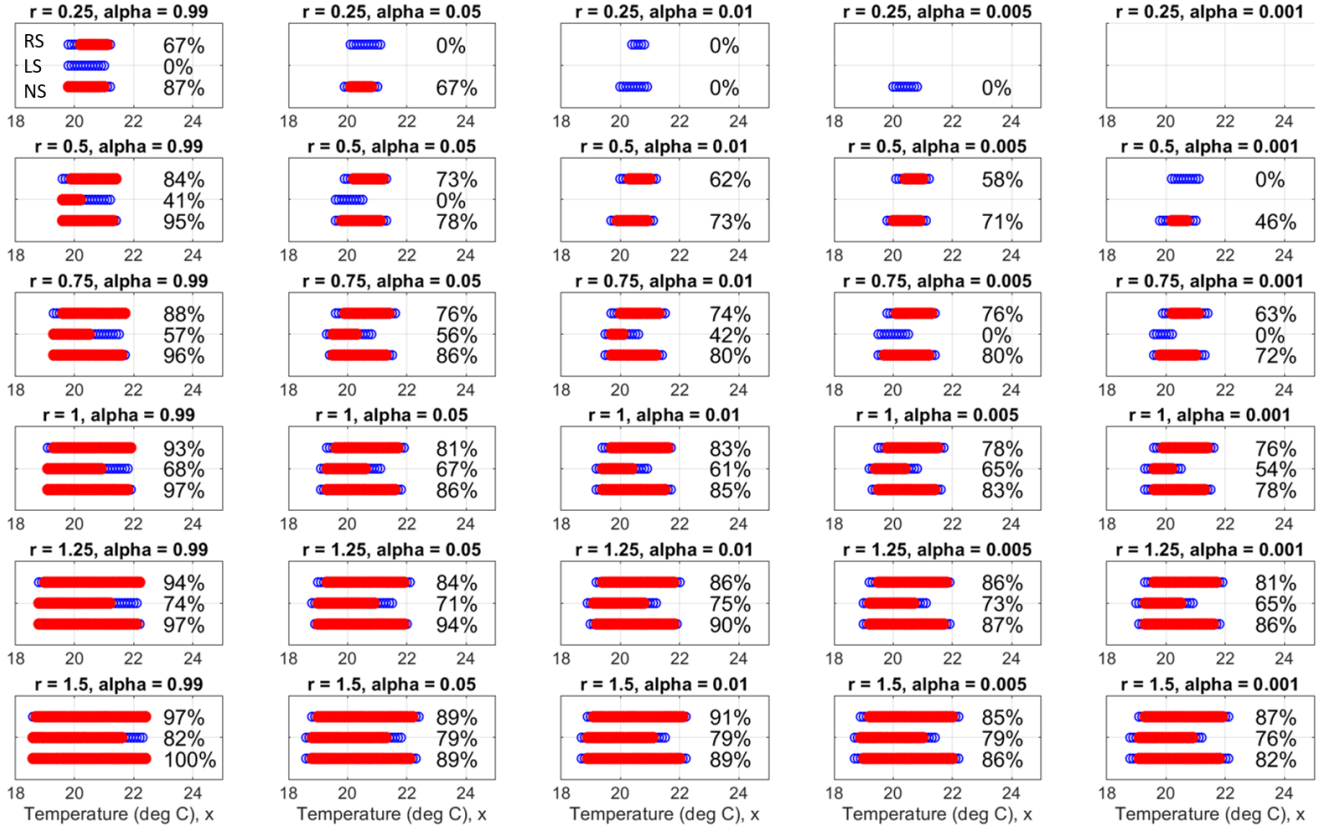 r = 0.25, alpha = 0.99 r = 0.25, alpha = 0.05 r = 0.25, alpha = 0.01 r = 0.25, alpha = 0.005 r = 0.25, alpha = 0.001
RS 67% 0% 0%
LS 0%
NS 87% 67% 0% 0%
18 20 22 24 18 20 22 24 18 20 22 24 18 20 22 24 18 20 22 24
r = 0.5, alpha = 0.99 r = 0.5, alpha = 0.05 r = 0.5, alpha = 0.01 r = 0.5, alpha = 0.005 r = 0.5, alpha = 0.001
84% 73% 62% 58% 0%
41% 0%
95% 78% 73% 71% 46%
18 20 22 24 18 20 22 24 18 20 22 24 18 20 22 24 18 20 22 24
r = 0.75, alpha = 0.99 r = 0.75, alpha = 0.05 r = 0.75, alpha = 0.01 r = 0.75, alpha = 0.005 r = 0.75, alpha = 0.001
88% 76% 74% 76% 63%
57% 56% 42% 0% 0%
96% 86% 80% 80% 72%
18 20 22 24 18 20 22 24 18 20 22 24 18 20 22 24 18 20 22 24
r = 1, alpha = 0.99 r = 1, alpha = 0.05 r = 1, alpha = 0.01 r = 1, alpha = 0.005 r = 1, alpha = 0.001
93% 81% 83% 78% 76%
68% 67% 61% 65% 54%
97% 86% 85% 83% 78%
18 20 22 24 18 20 22 24 18 20 22 24 18 20 22 24 18 20 22 24
r = 1.25, alpha = 0.99 r = 1.25, alpha = 0.05 r = 1.25, alpha = 0.01 r = 1.25, alpha = 0.005 r = 1.25, alpha = 0.001
94% 84% 86% 86% 81%
74% 71% 75% 73% 65%
97% 94% 90% 87% 86%
18 20 22 24 18 20 22 24 18 20 22 24 18 20 22 24 18 20 22 24
r = 1.5, alpha = 0.99 r = 1.5, alpha = 0.05 r = 1.5, alpha = 0.01 r = 1.5, alpha = 0.005 r = 1.5, alpha = 0.001
97% 89% 91% 85% 87%
82% 79% 79% 79% 76%
100% 89% 89% 86% 82%
18 20 22 24 18 20 22 24 18 20 22 24 18 20 22 24 18 20 22 24
Temperature (deg C), x Temperature (deg C), x Temperature (deg C), x Temperature (deg C), x Temperature (deg C), x